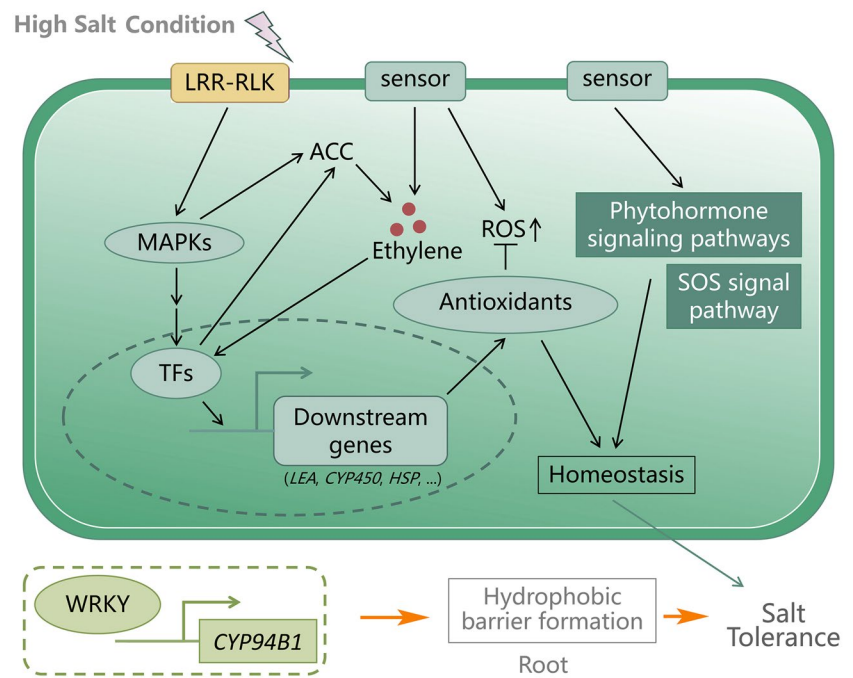 High Salt Condition
LRR-RLK
sensor
sensor
ACC
MAPKs
Ethylene
ROS↑
Phytohormone
signaling pathways
SOS signal
pathway
Antioxidants
TFs
Downstream
genes
(LEA, CYP450, HSP, ...)
Homeostasis
WRKY
CYP94B1
Hydrophobic
barrier formation
Root
Salt
Tolerance